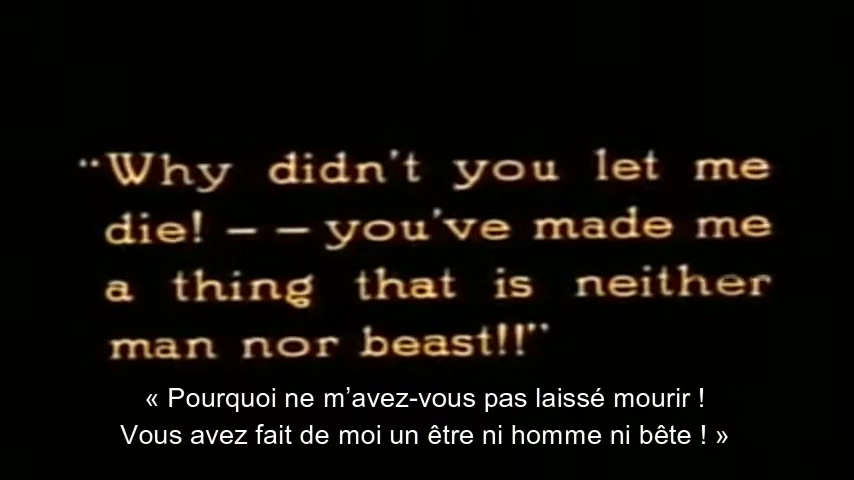 “Why didn't you let me
die! – – you've made me
a thing that is neither
man nor beast!!”
« Pourquoi ne m’avez-vous pas laissé mourir !
Vous avez fait de moi un être ni homme ni bête ! »